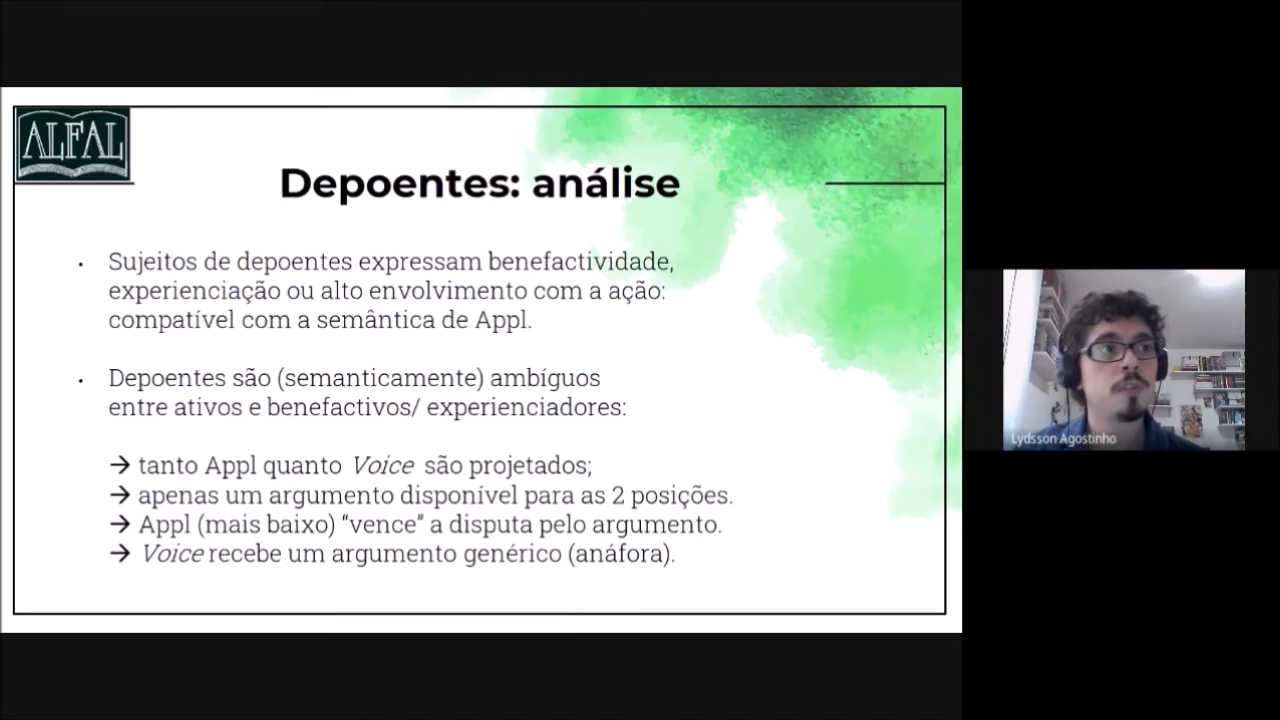 ALFAL
Depoentes: análise
• Sujeitos de depoentes expressam benefactividade,
experienciação ou alto envolvimento com a ação:
compatível com a semântica de Appl.
• Depoentes são (semanticamente) ambíguos
entre ativos e benefactivos/ experienciadores:
→ tanto Appl quanto Voice são projetados;
→ apenas um argumento disponível para as 2 posições.
→ Appl (mais baixo) “vence” a disputa pelo argumento.
→ Voice recebe um argumento genérico (anáfora).
Lydsson Agostinho